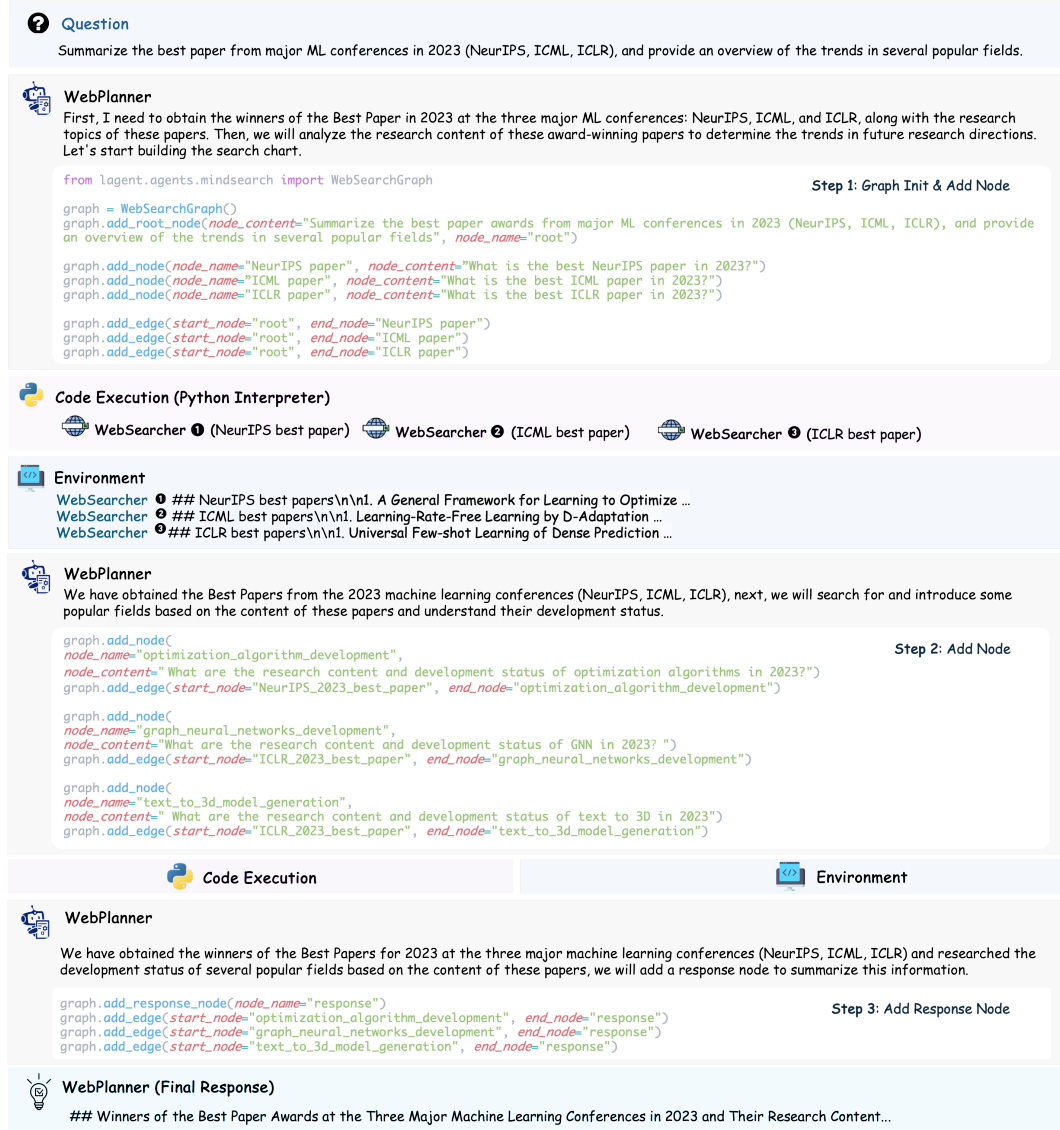 ? Question
Summarize the best paper from major ML conferences in 2023 (NeurIPS, ICML, ICLR), and provide an overview of the trends in several popular fields.
WebPlanner
First, I need to obtain the winners of the Best Paper in 2023 at the three major ML conferences: NeurIPS, ICML, and ICLR, along with the research
topics of these papers. Then, we will analyze the research content of these award-winning papers to determine the trends in future research directions.
Let's start building the search chart.
from lagent.agents.mindsearch import WebSearchGraph
Step 1: Graph Init & Add Node
graph = WebSearchGraph()
graph.add_root_node(node_content="Summarize the best paper awards from major ML conferences in 2023 (NeurIPS, ICML, ICLR), and provide
an overview of the trends in several popular fields", node_name="root")
graph.add_node(node_name="NeurIPS paper", node_content="What is the best NeurIPS paper in 2023?")
graph.add_node(node_name="ICML paper", node_content="What is the best ICML paper in 2023?")
graph.add_node(node_name="ICLR paper", node_content="What is the best ICLR paper in 2023?")
graph.add_edge(start_node="root", end_node="NeurIPS paper")
graph.add_edge(start_node="root", end_node="ICML paper")
graph.add_edge(start_node="root", end_node="ICLR paper")
Code Execution (Python Interpreter)
WebSearcher ❶ (NeurIPS best paper) WebSearcher ❷ (ICML best paper) WebSearcher ❸ (ICLR best paper)
</> Environment
WebSearcher ❶ ## NeurIPS best papers\n\n1. A General Framework for Learning to Optimize ...
WebSearcher ❷ ## ICML best papers\n\n1. Learning-Rate-Free Learning by D-Adaptation ...
WebSearcher ❸## ICLR best papers\n\n1. Universal Few-shot Learning of Dense Prediction ...
WebPlanner
We have obtained the Best Papers from the 2023 machine learning conferences (NeurIPS, ICML, ICLR), next, we will search for and introduce some
popular fields based on the content of these papers and understand their development status.
graph.add_node(
Step 2: Add Node
node_name="optimization_algorithm_development",
node_content=" What are the research content and development status of optimization algorithms in 2023?")
graph.add_edge(start_node="NeurIPS_2023_best_paper", end_node="optimization_algorithm_development")
graph.add_node(
node_name="graph_neural_networks_development",
node_content="What are the research content and development status of GNN in 2023? ")
graph.add_edge(start_node="ICLR_2023_best_paper", end_node="graph_neural_networks_development")
graph.add_node(
node_name="text_to_3d_model_generation",
node_content=" What are the research content and development status of text to 3D in 2023")
graph.add_edge(start_node="ICLR_2023_best_paper", end_node="text_to_3d_model_generation")
Code Execution
</> Environment
WebPlanner
We have obtained the winners of the Best Papers for 2023 at the three major machine learning conferences (NeurIPS, ICML, ICLR) and researched the
development status of several popular fields based on the content of these papers, we will add a response node to summarize this information.
graph.add_response_node(node_name="response")
Step 3: Add Response Node
graph.add_edge(start_node="optimization_algorithm_development", end_node="response")
graph.add_edge(start_node="graph_neural_networks_development", end_node="response")
graph.add_edge(start_node="text_to_3d_model_generation", end_node="response")
WebPlanner (Final Response)
## Winners of the Best Paper Awards at the Three Major Machine Learning Conferences in 2023 and Their Research Content...